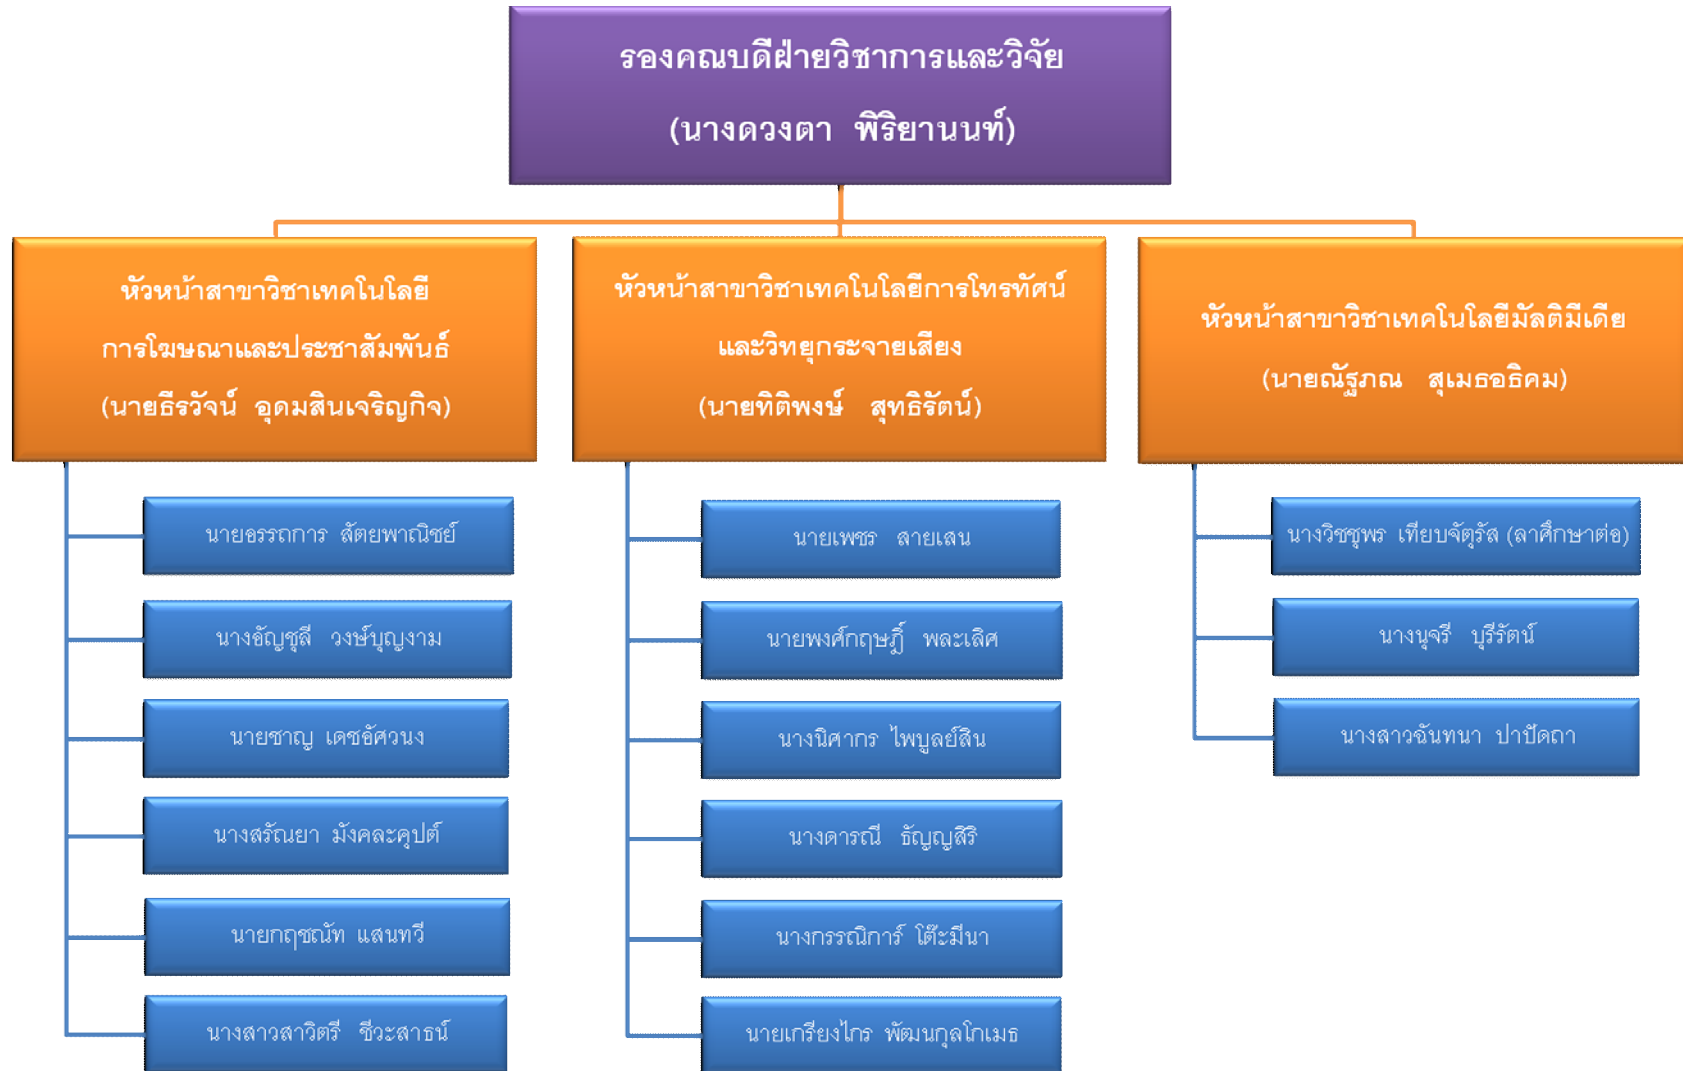 รองคณบดีฝ่ายวิชาการและวิจัย
(นางดวงตา พิริยานนท์)
หัวหน้าสาขาวิชาเทคโนโลยี
การโฆษณาและประชาสัมพันธ์
(นายธีรวัจน์ อุดมสินเจริญกิจ)
นายอรรถการ สัตยพาณิชย์
นางอัญชุลี วงษ์บุญงาม
นายชาญ เดชอัศวนง
นางสรัณยา มังคละคุปต์
นายกฤชณัท แสนทวี
นางสาวสาวิตรี ชีวะสาธน์
หัวหน้าสาขาวิชาเทคโนโลยีการโทรทัศน์
และวิทยุกระจายเสียง
(นายทิติพงษ์ สุทธิรัตน์)
นายเพชร สายเสน
นายพงศ์กฤษฎิ์ พละเลิศ
นางนิศากร ไพบูลย์สิน
นางดารณี ธัญญสิริ
นางกรรณิการ์ โต๊ะมีนา
นายเกรียงไกร พัฒนกุลโกเมธ
หัวหน้าสาขาวิชาเทคโนโลยีมัลติมีเดีย
(นายณัฐภณ สุเมธอธิคม)
นางวิชชุพร เทียบจัตุรัส (ลาศึกษาต่อ)
นางนุจรี บุรีรัตน์
นางสาวฉันทนา ปาปัดถา